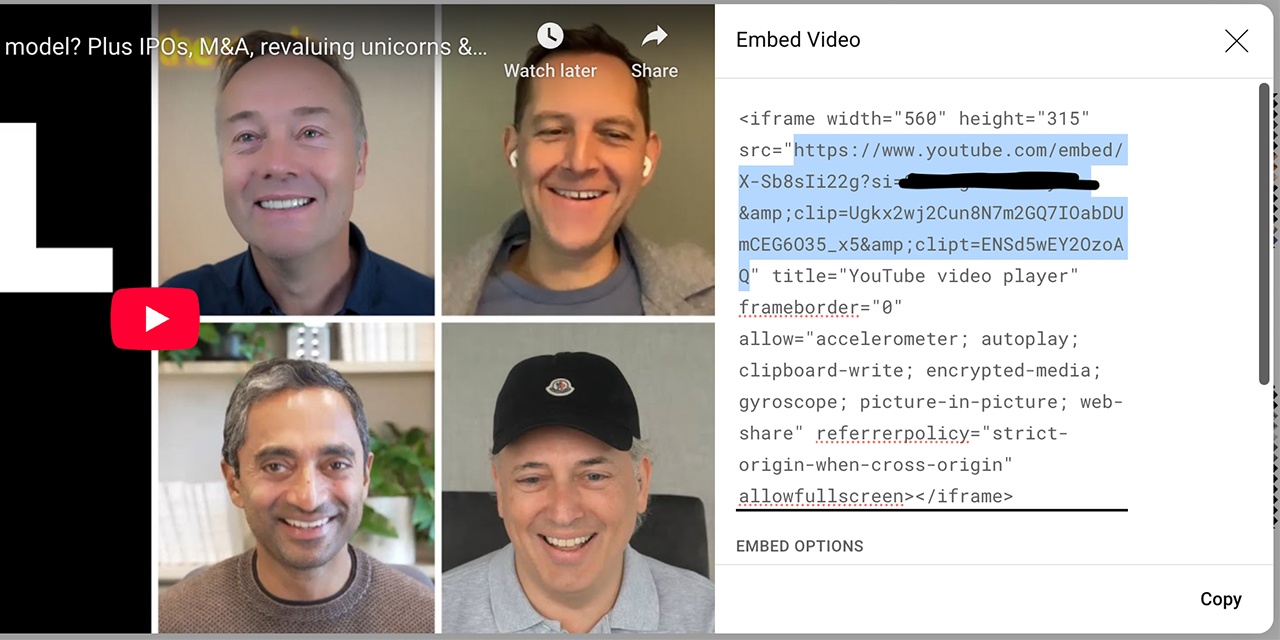 model? Plus IPOs, M&A, revaluing unicorns &...
Watch later
Share
Embed Video
<iframe width="560" height="315"
src="https://www.youtube.com/embed/
X-Sb8sIi22g?si=
&amp;clip=Ugkx2wj2Cun8N7m2GQ7IOabDU
mCEG6O35_x5&amp;clipt=ENSd5wEY2OzoA
Q" title="YouTube video player"
frameborder="0"
allow="accelerometer; autoplay;
clipboard-write; encrypted-media;
gyroscope; picture-in-picture; web-
share" referrerpolicy="strict-
origin-when-cross-origin"
allowfullscreen></iframe>
EMBED OPTIONS
Copy